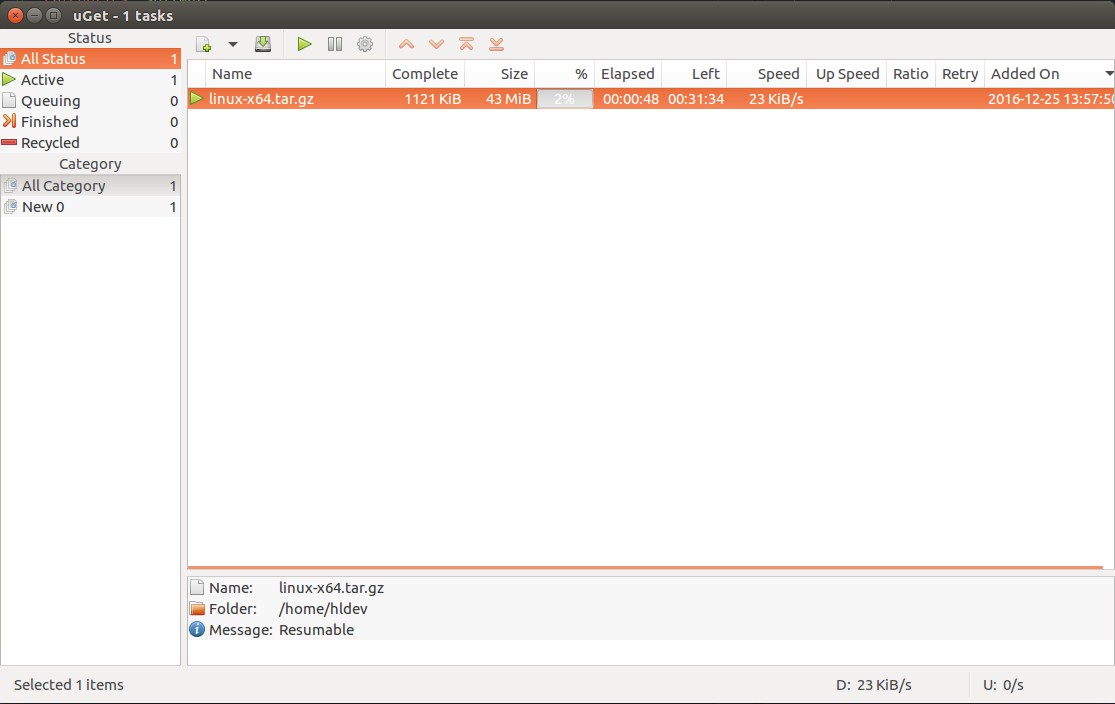 uGet - 1 tasks
Status
All Status 1
Active 1
Queuing 0
Finished 0
Recycled 0
Category
All Category 1
New 0 1
Name Complete Size % Elapsed Left Speed Up Speed Ratio Retry Added On
linux-x64.tar.gz 1121 KiB 43 MiB 2% 00:00:48 00:31:34 23 KiB/s 2016-12-25 13:57:50
Name: linux-x64.tar.gz
Folder: /home/hldev
Message: Resumable
Selected 1 items D: 23 KiB/s U: 0/s